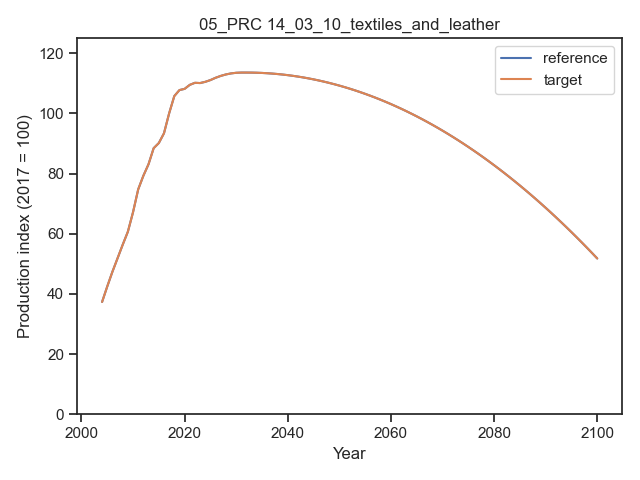 05_PRC 14_03_10_textiles_and_leather
reference
target
Production index (2017 = 100)
120
100
80
60
40
20
0
2000 2020 2040 2060 2080 2100
Year